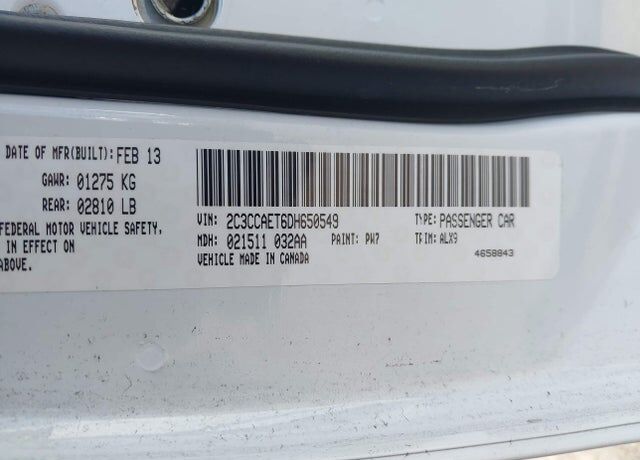 DATE OF MFR(BUILT): FEB 13
GAWR: 01275 KG
REAR: 02810 LB
FEDERAL MOTOR VEHICLE SAFETY,
IN EFFECT ON
ABOVE.
VIN: 2C3CCAET6DH650549 TYPE: PASSENGER CAR
MDH: 021511 032AA PAINT: PW7 TRIM: ALX9
VEHICLE MADE IN CANADA 4658843